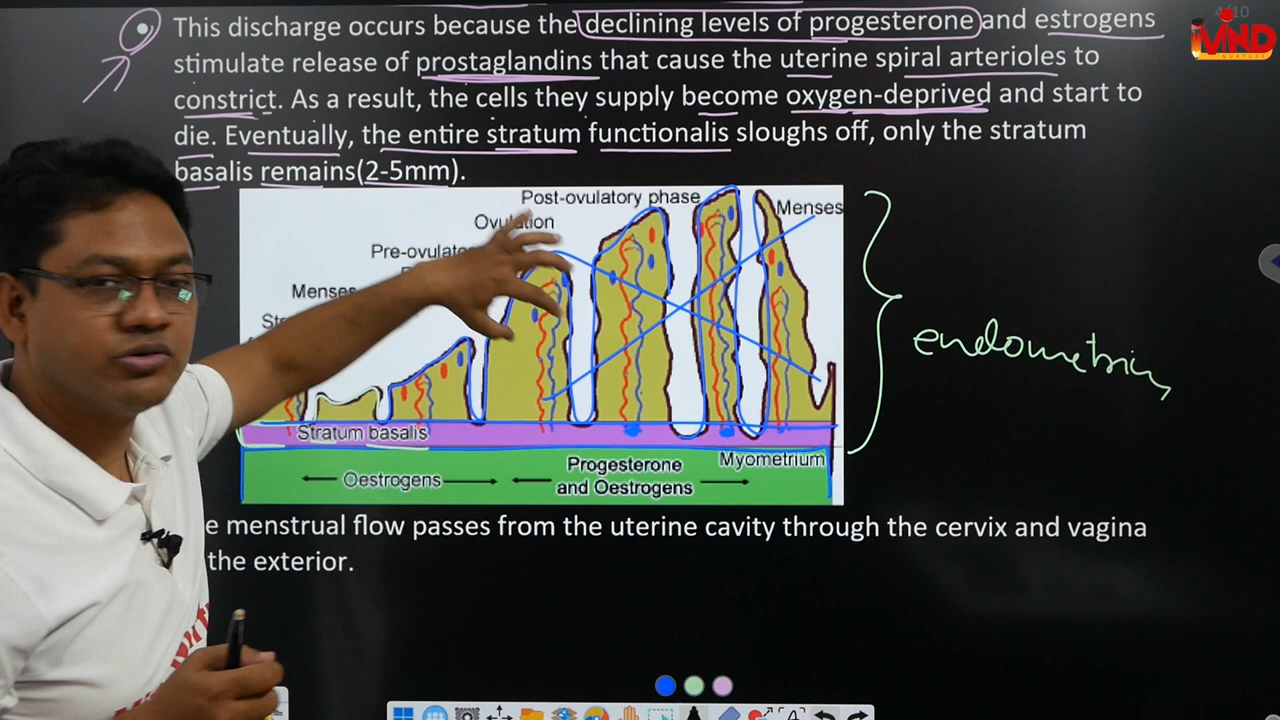 This discharge occurs because the declining levels of progesterone and estrogens
stimulate release of prostaglandins that cause the uterine spiral arterioles to
constrict. As a result, the cells they supply become oxygen-deprived and start to
die. Eventually, the entire stratum functionalis sloughs off, only the stratum
basalis remains(2-5mm).
Post-ovulatory phase
Ovulation
Menses
Menses
endometrium
Stratum basalis
Myometrium
Oestrogens
Progesterone
and Oestrogens
menstrual flow passes from the uterine cavity through the cervix and vagina
the exterior.
4/10
MIND
NURTURE